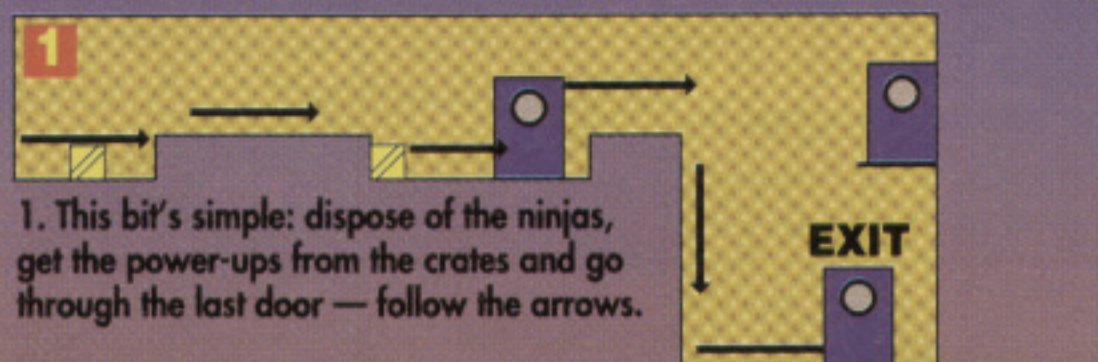 1
EXIT
1. This bit's simple: dispose of the ninjas,
get the power-ups from the crates and go
through the last door — follow the arrows.